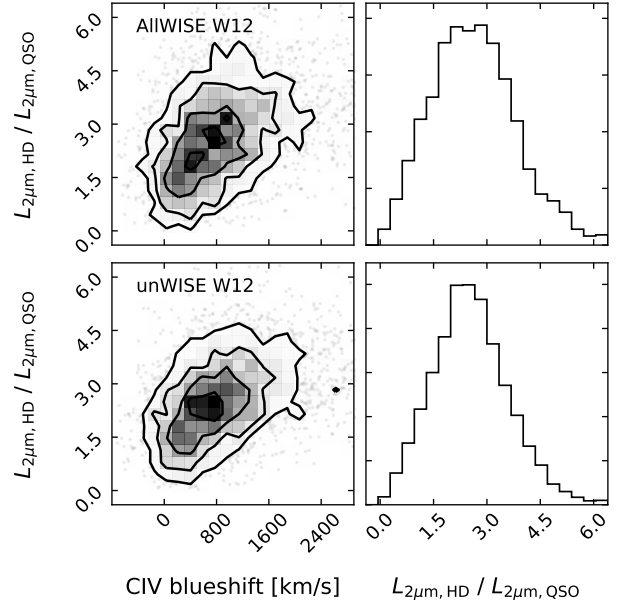 AllWISE W12
6.0
4.5
3.0
1.5
0.0
L2μm, HD / L2μm, QSO
unWISE W12
6.0
4.5
3.0
1.5
0.0
L2μm, HD / L2μm, QSO
0 800 1600 2400
0.0 1.5 3.0 4.5 6.0
CIV blueshift [km/s]
L2μm, HD / L2μm, QSO